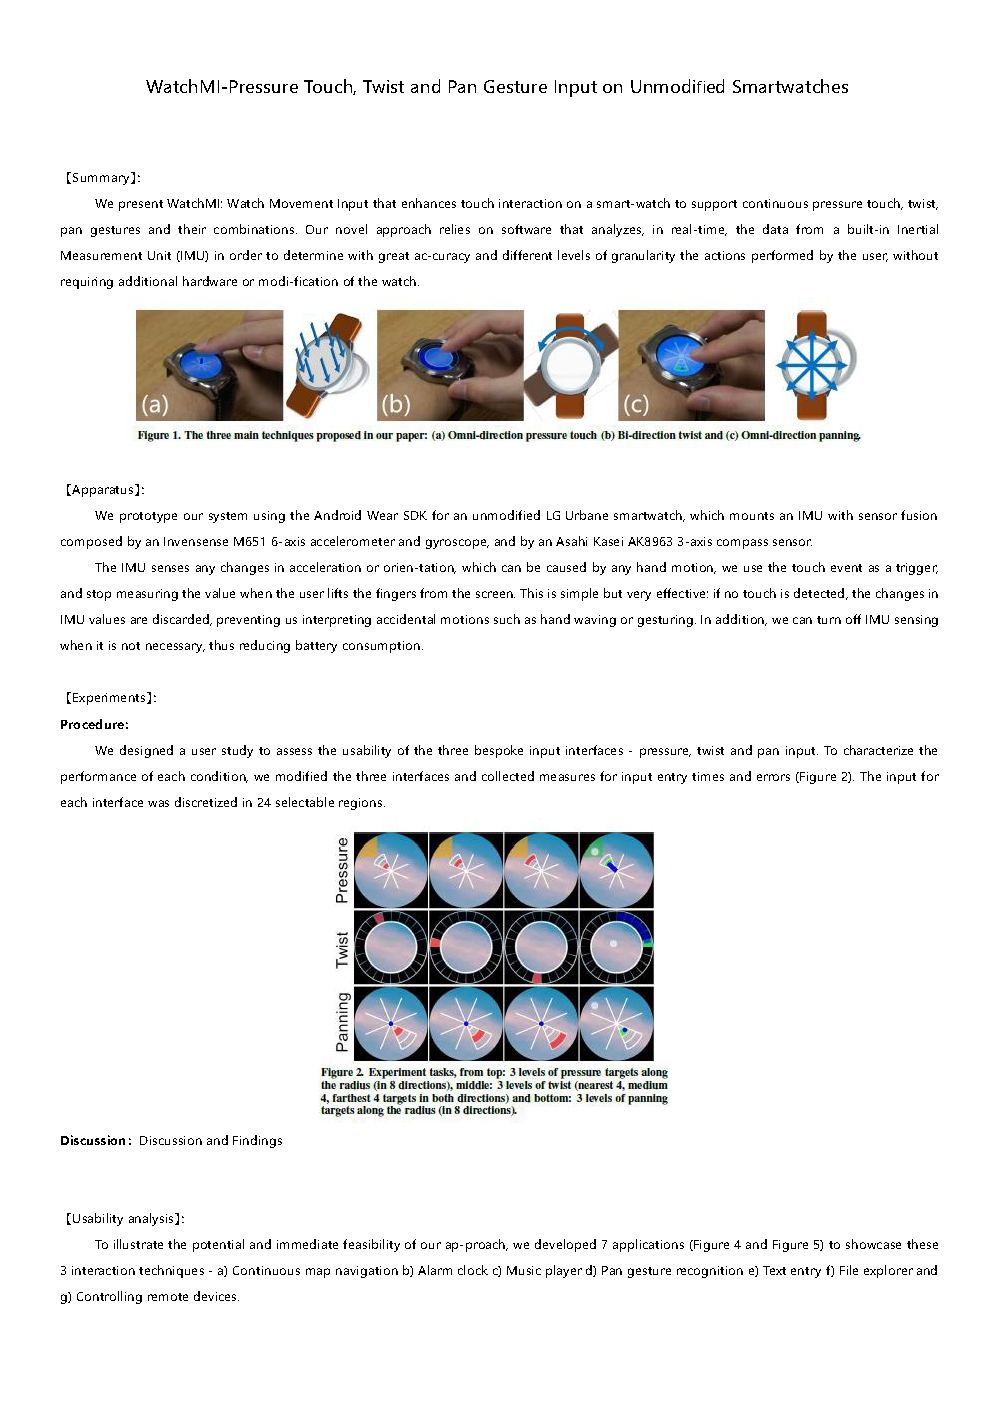 WatchMI-Pressure Touch, Twist and Pan Gesture Input on Unmodified Smartwatches
【Summary】:
We present WatchMI: Watch Movement Input that enhances touch interaction on a smart-watch to support continuous pressure touch, twist,
pan gestures and their combinations. Our novel approach relies on software that analyzes, in real-time, the data from a built-in Inertial
Measurement Unit (IMU) in order to determine with great ac-curacy and different levels of granularity the actions performed by the user, without
requiring additional hardware or modi-fication of the watch.
(a) (b) (c)
Figure 1. The three main techniques proposed in our paper: (a) Omni-direction pressure touch (b) Bi-direction twist and (c) Omni-direction panning.
【Apparatus】:
We prototype our system using the Android Wear SDK for an unmodified LG Urbane smartwatch, which mounts an IMU with sensor fusion
composed by an Invensense M651 6-axis accelerometer and gyroscope, and by an Asahi Kasei AK8963 3-axis compass sensor.
The IMU senses any changes in acceleration or orien-tation, which can be caused by any hand motion, we use the touch event as a trigger,
and stop measuring the value when the user lifts the fingers from the screen. This is simple but very effective: if no touch is detected, the changes in
IMU values are discarded, preventing us interpreting accidental motions such as hand waving or gesturing. In addition, we can turn off IMU sensing
when it is not necessary, thus reducing battery consumption.
【Experiments】:
Procedure:
We designed a user study to assess the usability of the three bespoke input interfaces - pressure, twist and pan input. To characterize the
performance of each condition, we modified the three interfaces and collected measures for input entry times and errors (Figure 2). The input for
each interface was discretized in 24 selectable regions.
Pressure
Twist
Panning
Figure 2. Experiment tasks, from top: 3 levels of pressure targets along
the radius (in 8 directions), middle: 3 levels of twist (nearest 4, medium
4, farthest 4 targets in both directions) and bottom: 3 levels of panning
targets along the radius (in 8 directions).
Discussion: Discussion and Findings
【Usability analysis】:
To illustrate the potential and immediate feasibility of our ap-proach, we developed 7 applications (Figure 4 and Figure 5) to showcase these
3 interaction techniques - a) Continuous map navigation b) Alarm clock c) Music player d) Pan gesture recognition e) Text entry f) File explorer and
g) Controlling remote devices.